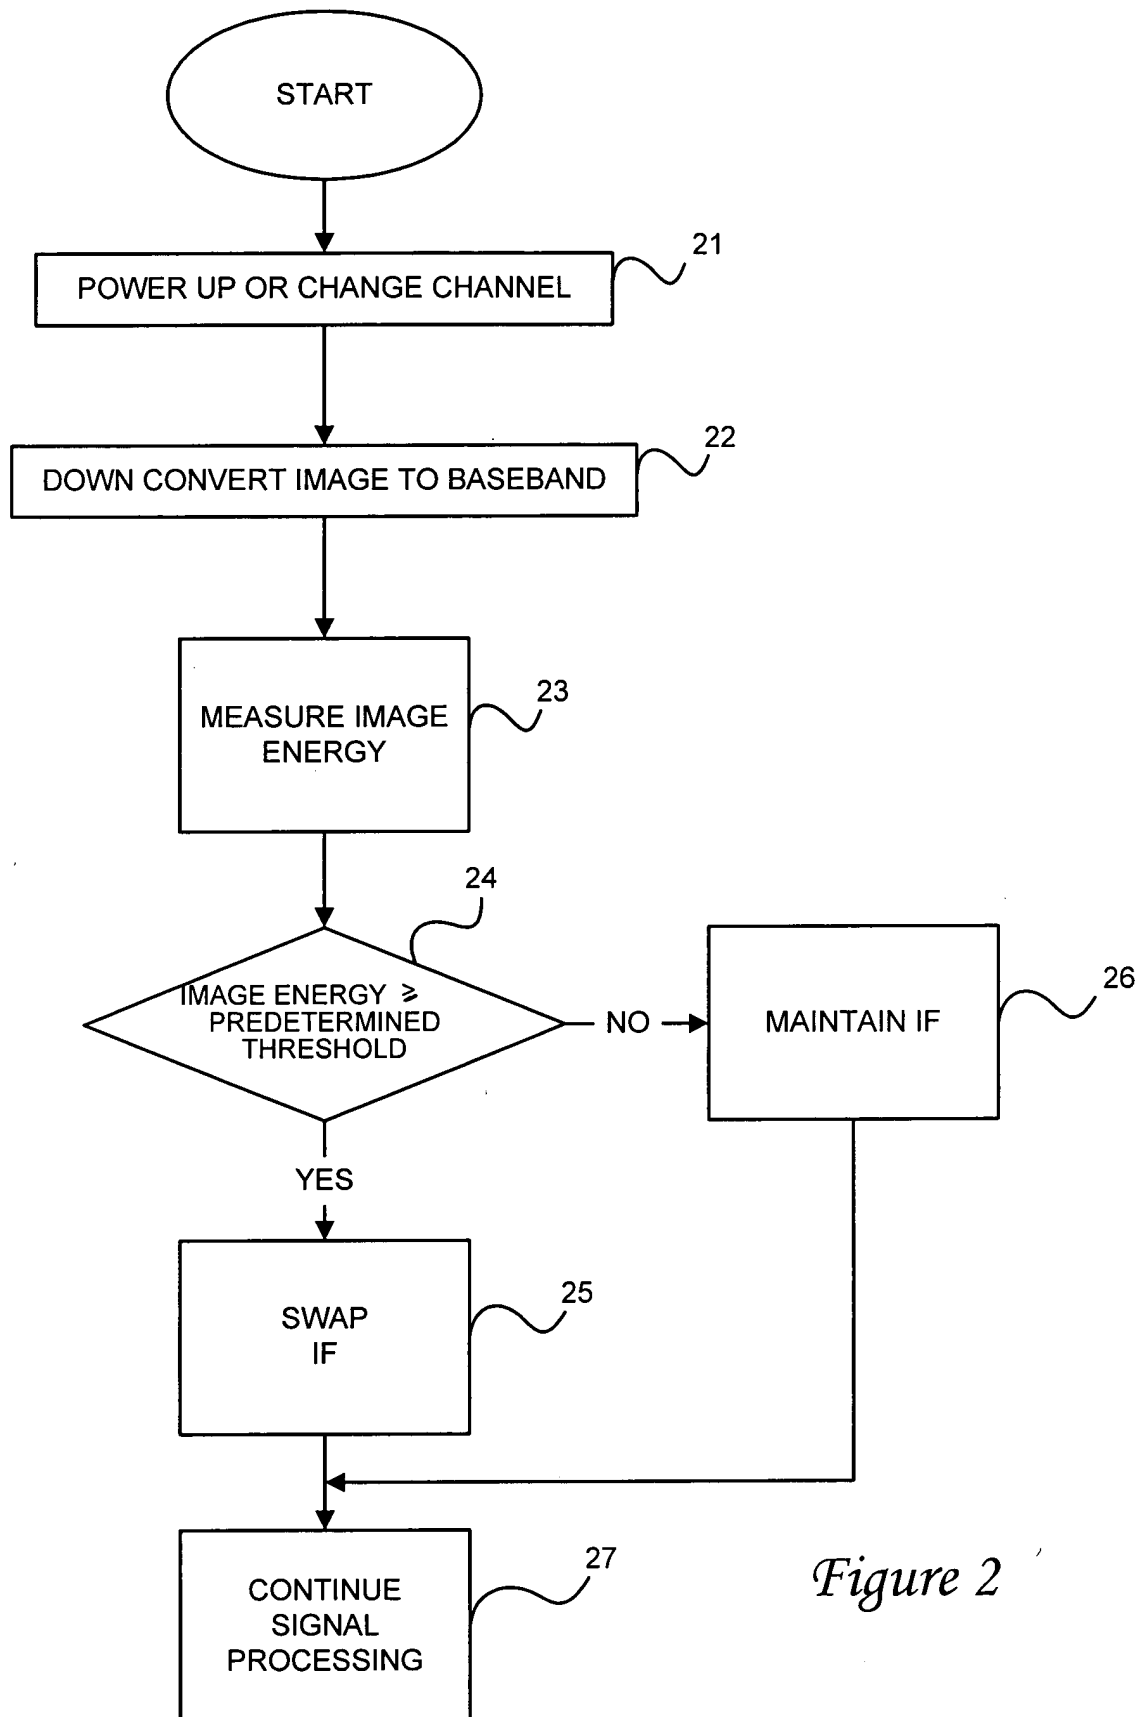 START
21
POWER UP OR CHANGE CHANNEL
22
DOWN CONVERT IMAGE TO BASEBAND
23
MEASURE IMAGE
ENERGY
24
IMAGE ENERGY ≥
PREDETERMINED
THRESHOLD
NO
MAINTAIN IF
26
YES
SWAP
IF
25
CONTINUE
SIGNAL
PROCESSING
27
Figure 2